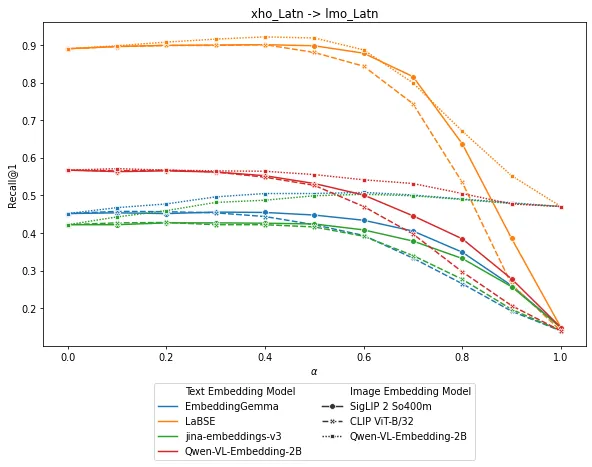 xho_Latn -> lmo_Latn
Recall@1
0.9
0.8
0.7
0.6
0.5
0.4
0.3
0.2
0.0 0.2 0.4 0.6 0.8 1.0
α
Text Embedding Model Image Embedding Model
EmbeddingGemma SigLIP 2 So400m
LaBSE CLIP ViT-B/32
jina-embeddings-v3 Qwen-VL-Embedding-2B
Qwen-VL-Embedding-2B